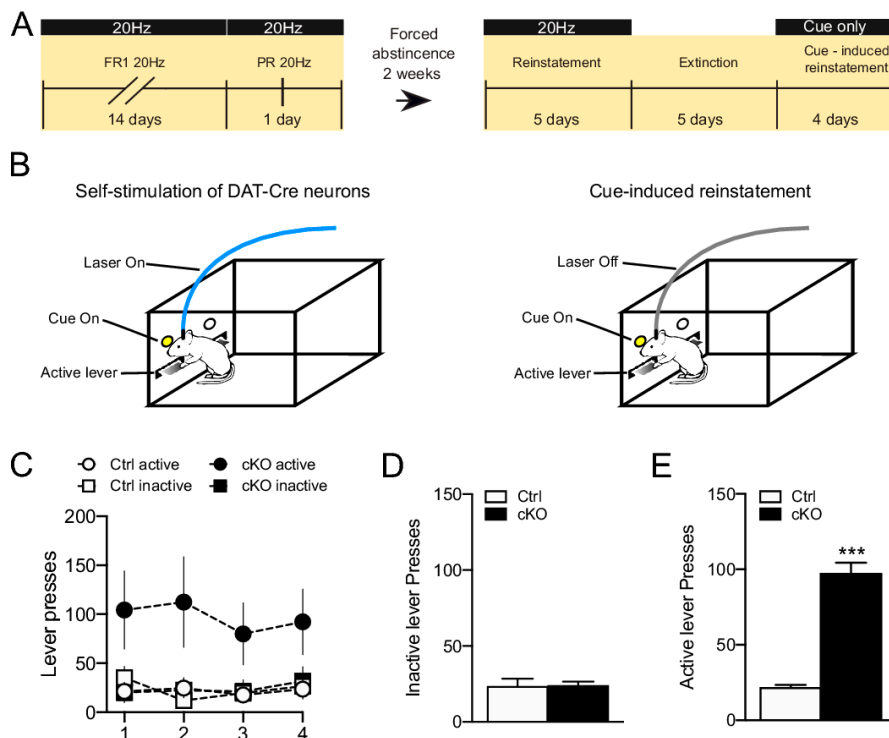 A
20Hz 20Hz
FR1 20Hz PR 20Hz
14 days 1 day
Forced
abstincence
2 weeks
20Hz Cue only
Reinstatement Extinction Cue - induced
reinstatement
5 days 5 days 4 days
B
Self-stimulation of DAT-Cre neurons
Laser On
Cue On
Active lever
Cue-induced reinstatement
Laser Off
Cue On
Active lever
C
Ctrl active cKO active
Ctrl inactive cKO inactive
Lever presses
200
150
100
50
0
1 2 3 4
D
Ctrl
cKO
Inactive lever Presses
150
100
50
0
E
Ctrl
cKO
***
Active lever Presses
150
100
50
0